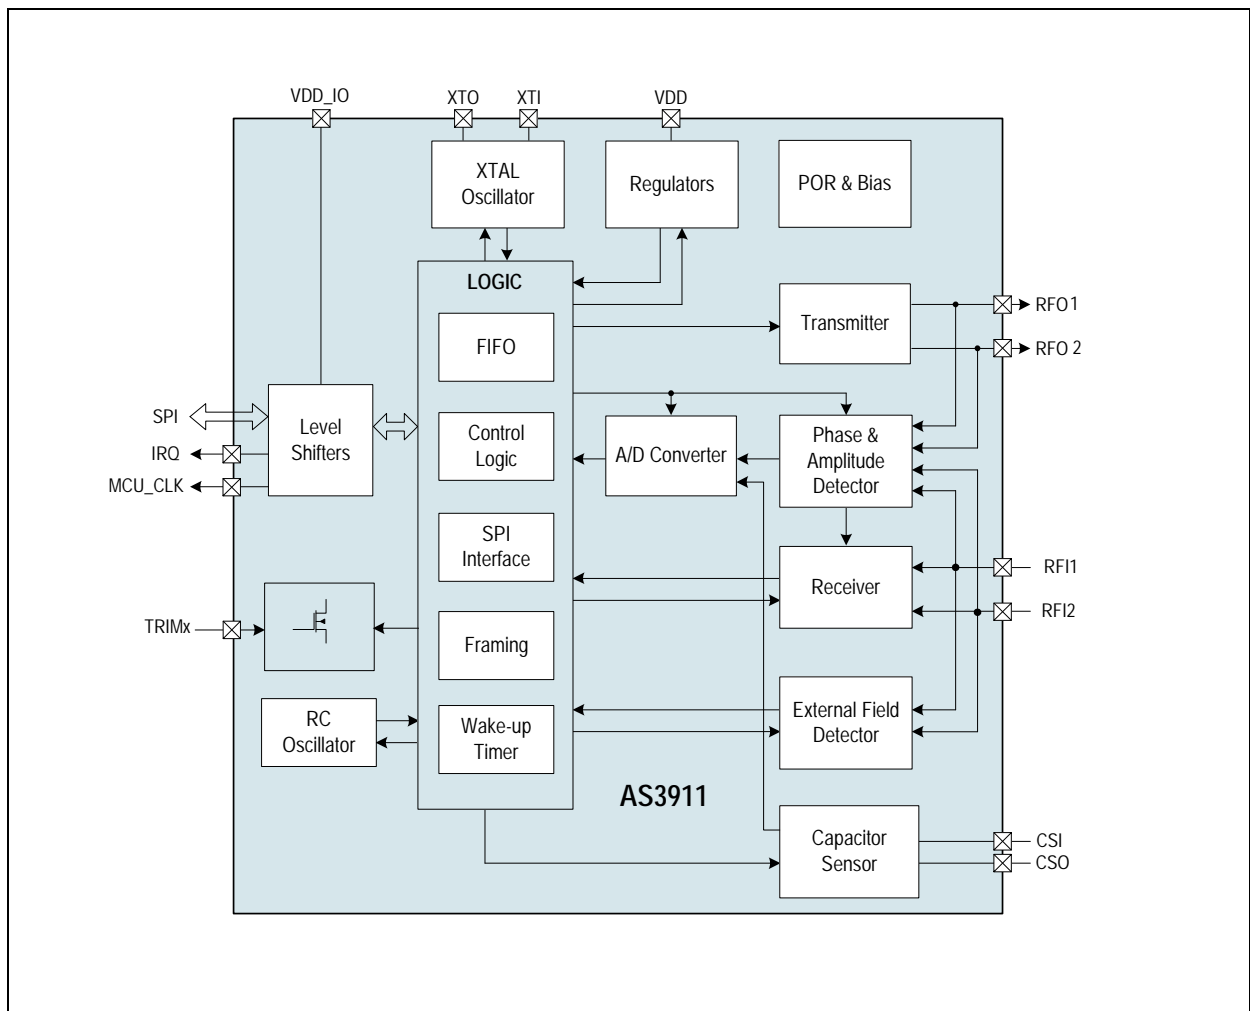 VDD_IO
XTO
XTI
VDD
XTAL
Oscillator
Regulators
POR & Bias
LOGIC
FIFO
Control
Logic
SPI
Interface
Framing
Wake-up
Timer
Transmitter
RFO1
RFO 2
SPI
IRQ
MCU_CLK
Level
Shifters
A/D Converter
Phase &
Amplitude
Detector
Receiver
RFI1
RFI2
TRIMx
RC
Oscillator
External Field
Detector
AS3911
Capacitor
Sensor
CSI
CSO